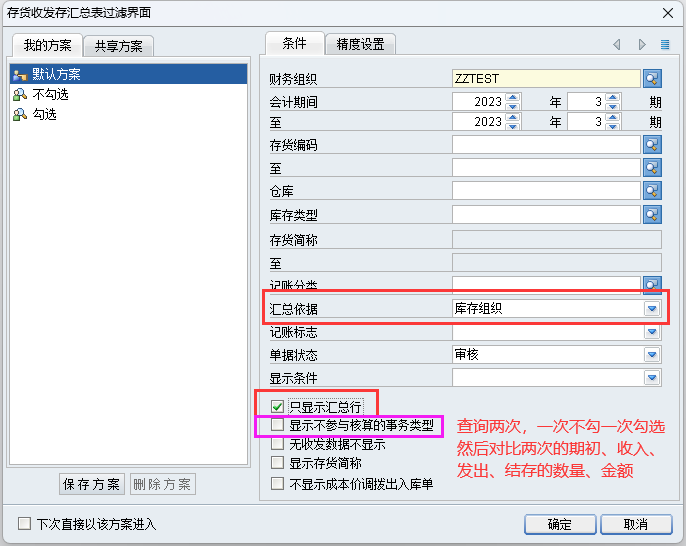 存货收发存汇总表过滤界面
我的方案
共享方案
默认方案
不勾选
勾选
保存方案
删除方案
条件
精度设置
财务组织
ZZTEST
会计期间
2023 年 3 期
至
2023 年 3 期
存货编码
至
仓库
库存类型
存货简称
至
记账分类
汇总依据
库存组织
记账标志
单据状态
审核
显示条件
只显示汇总行
显示不参与核算的事务类型
无收发数据不显示
显示存货简称
不显示成本价调拨出入库单
查询两次，一次不勾一次勾选
然后对比两次的期初、收入、
发出、结存的数量、金额
下次直接以该方案进入
确定
取消